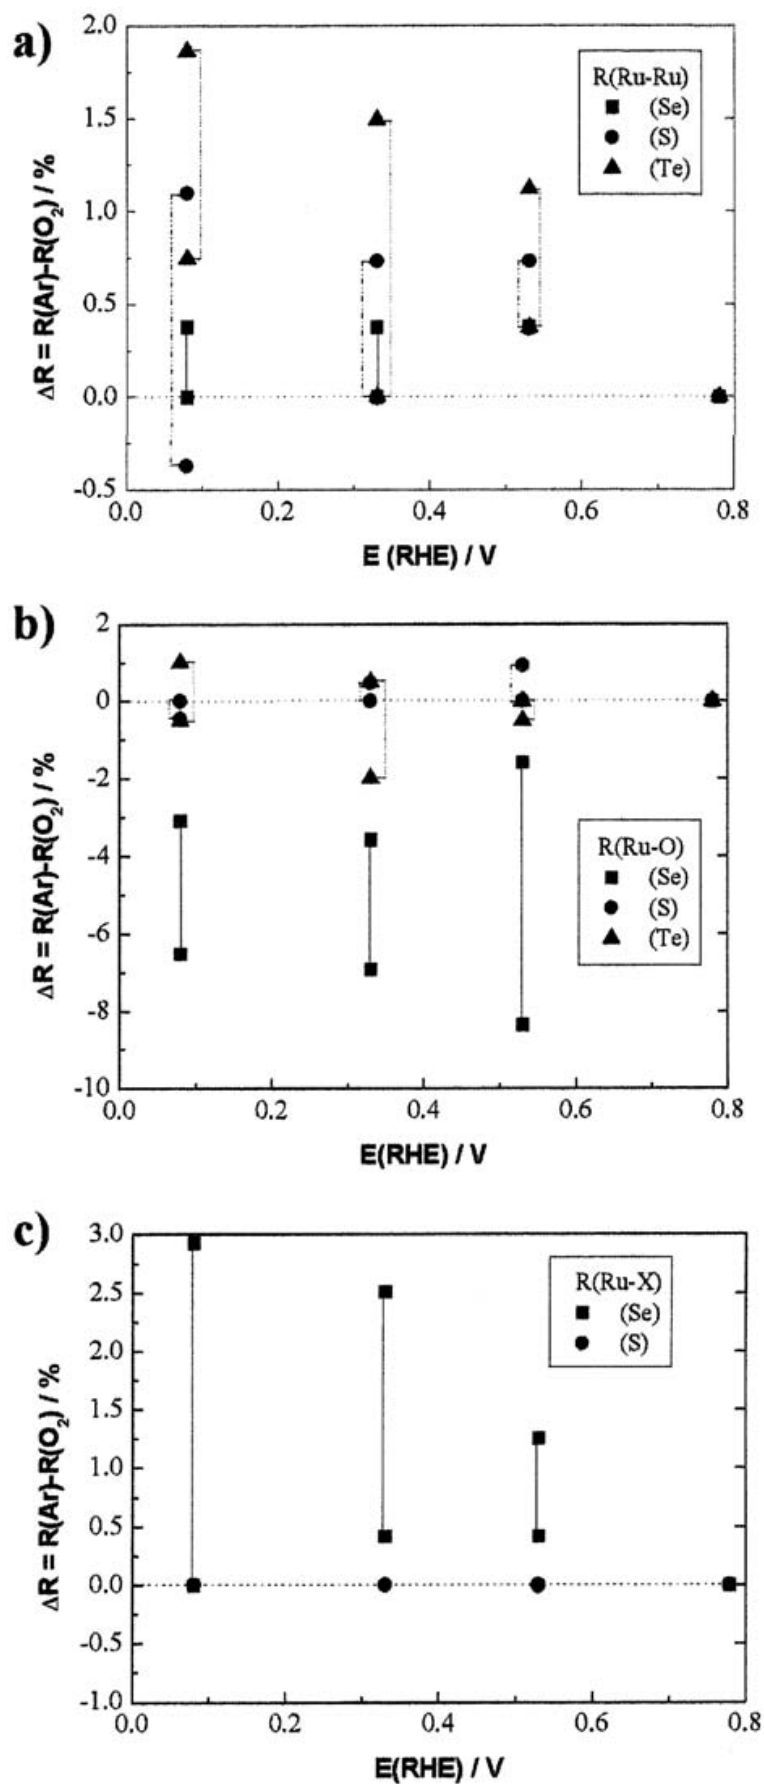 a)
2.0
1.5
1.0
0.5
0.0
-0.5
ΔR = R(Ar)-R(O₂) / %
R(Ru-Ru)
(Se)
(S)
(Te)
0.0 0.2 0.4 0.6 0.8
E (RHE) / V
b)
2
0
-2
-4
-6
-8
-10
ΔR = R(Ar)-R(O₂) / %
R(Ru-O)
(Se)
(S)
(Te)
0.0 0.2 0.4 0.6 0.8
E(RHE) / V
c)
3.0
2.5
2.0
1.5
1.0
0.5
0.0
-0.5
-1.0
ΔR = R(Ar)-R(O₂) / %
R(Ru-X)
(Se)
(S)
0.0 0.2 0.4 0.6 0.8
E(RHE) / V